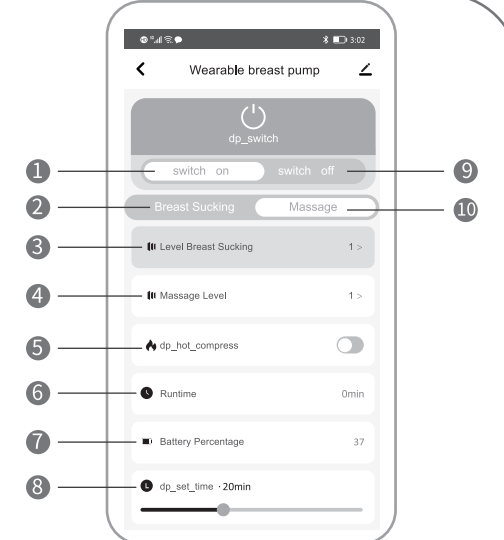 3:02
Wearable breast pump
dp_switch
1 switch on switch off 9
2 Breast Sucking Massage 10
3 Level Breast Sucking 1 >
4 Massage Level 1 >
5 dp_hot_compress
6 Runtime 0min
7 Battery Percentage 37
8 dp_set_time · 20min